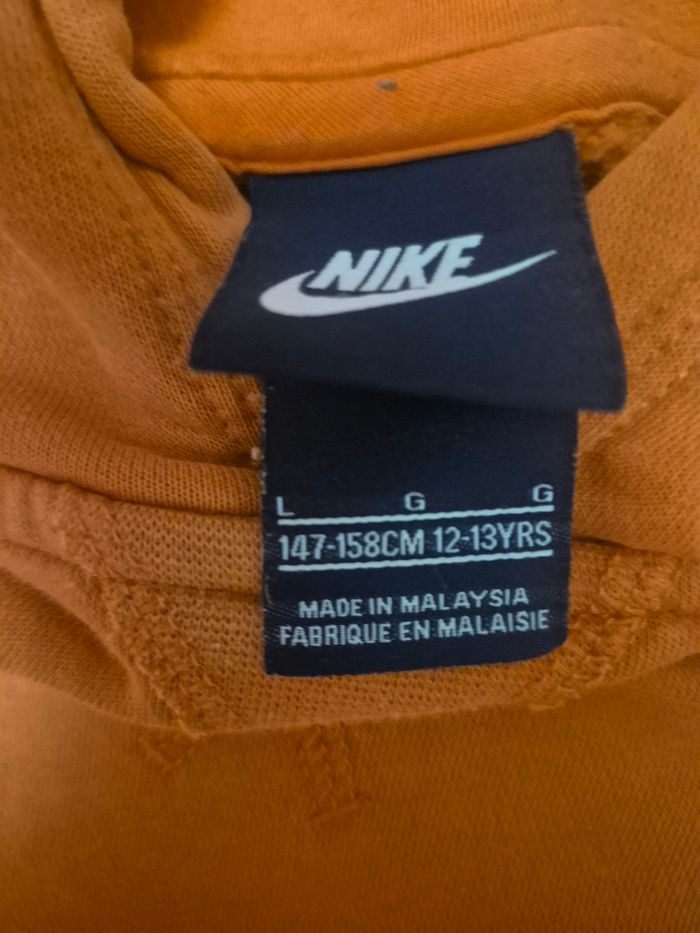 NIKE
L G G
147-158CM 12-13YRS
MADE IN MALAYSIA
FABRIQUE EN MALAISIE